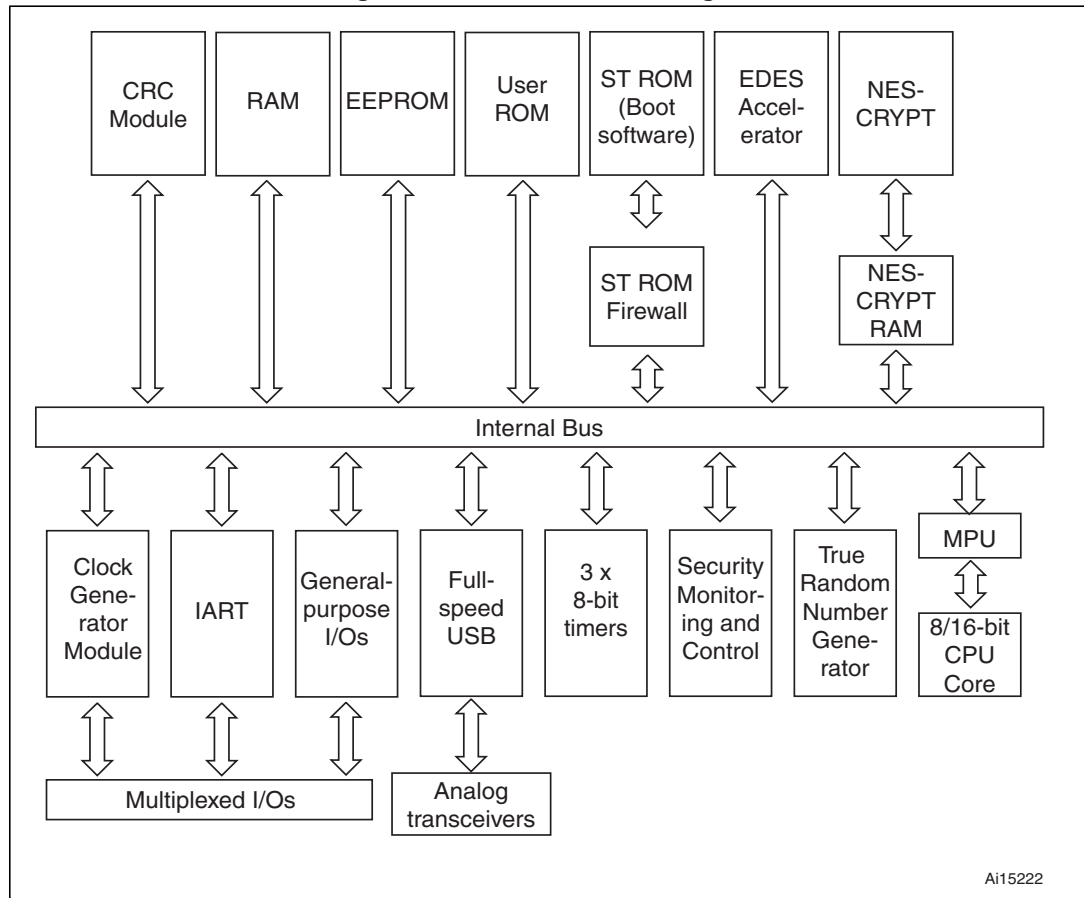 CRC
Module
RAM
EEPROM
User
ROM
ST ROM
(Boot
software)
EDES
Accel-
erator
NES-
CRYPT
ST ROM
Firewall
NES-
CRYPT
RAM
Internal Bus
Clock
Gene-
rator
Module
IART
General-
purpose
I/Os
Full-
speed
USB
3 x
8-bit
timers
Security
Monitor-
ing and
Control
True
Random
Number
Gene-
rator
MPU
8/16-bit
CPU
Core
Multiplexed I/Os
Analog
transceivers
Ai15222